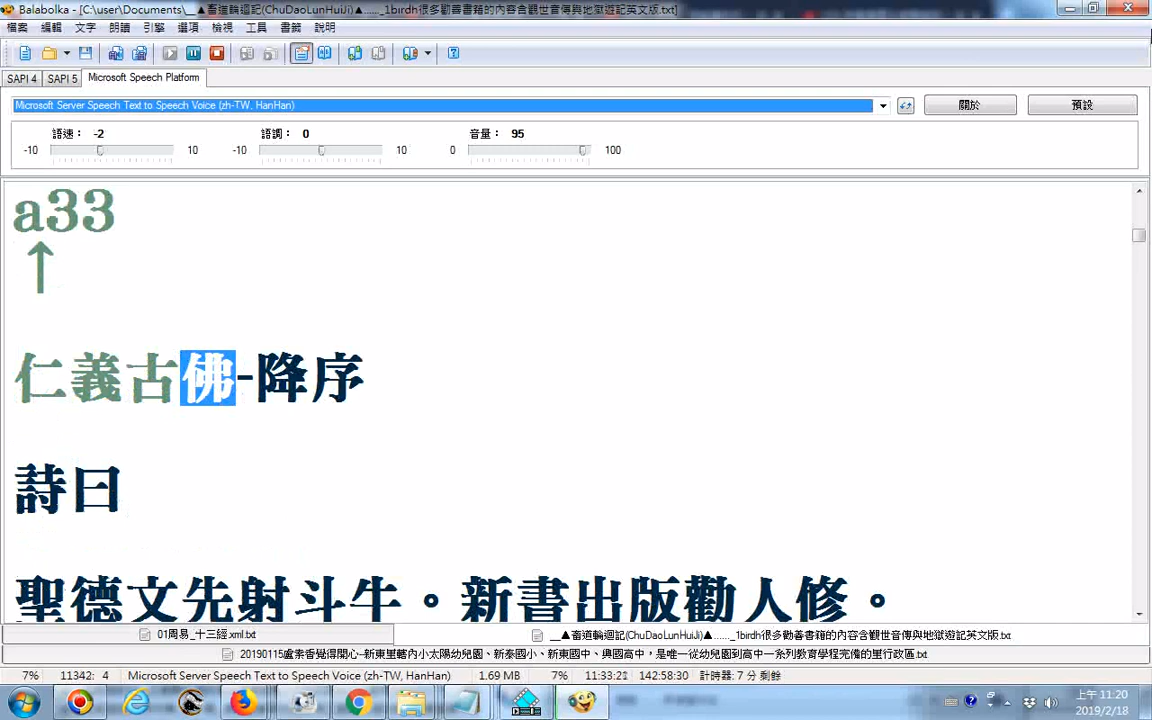 Balabolka - [C:\user\Documents\__▲畜道輪迴記(ChuDaoLunHuiJi)▲......_1birdh很多勸善書籍的內容含觀世音傳與地獄遊記英文版.txt]
檔案 編輯 文字 朗讀 引擎 選項 檢視 工具 書籤 說明
SAPI 4 SAPI 5 Microsoft Speech Platform
Microsoft Server Speech Text to Speech Voice (zh-TW, HanHan) 關於 預設
語速： -2 語調： 0 音量： 95
-10 10 -10 10 0 100
a33
↑
仁義古佛-降序
詩曰
聖德文先射斗牛。新書出版勸人修。
01周易_十三經.xml.txt __▲畜道輪迴記(ChuDaoLunHuiJi)▲......_1birdh很多勸善書籍的內容含觀世音傳與地獄遊記英文版.txt
20190115盧素香覺得開心-新東里轄內小太陽幼兒園、新泰國小、新東國中、興國高中，是唯一從幼兒園到高中一系列教育學程完備的里行政區.txt
7% 11342: 4 Microsoft Server Speech Text to Speech Voice (zh-TW, HanHan) 1.69 MB 7% 11:33:21 142:58:30 計時器: 7 分 剩餘
上午 11:20
2019/2/18